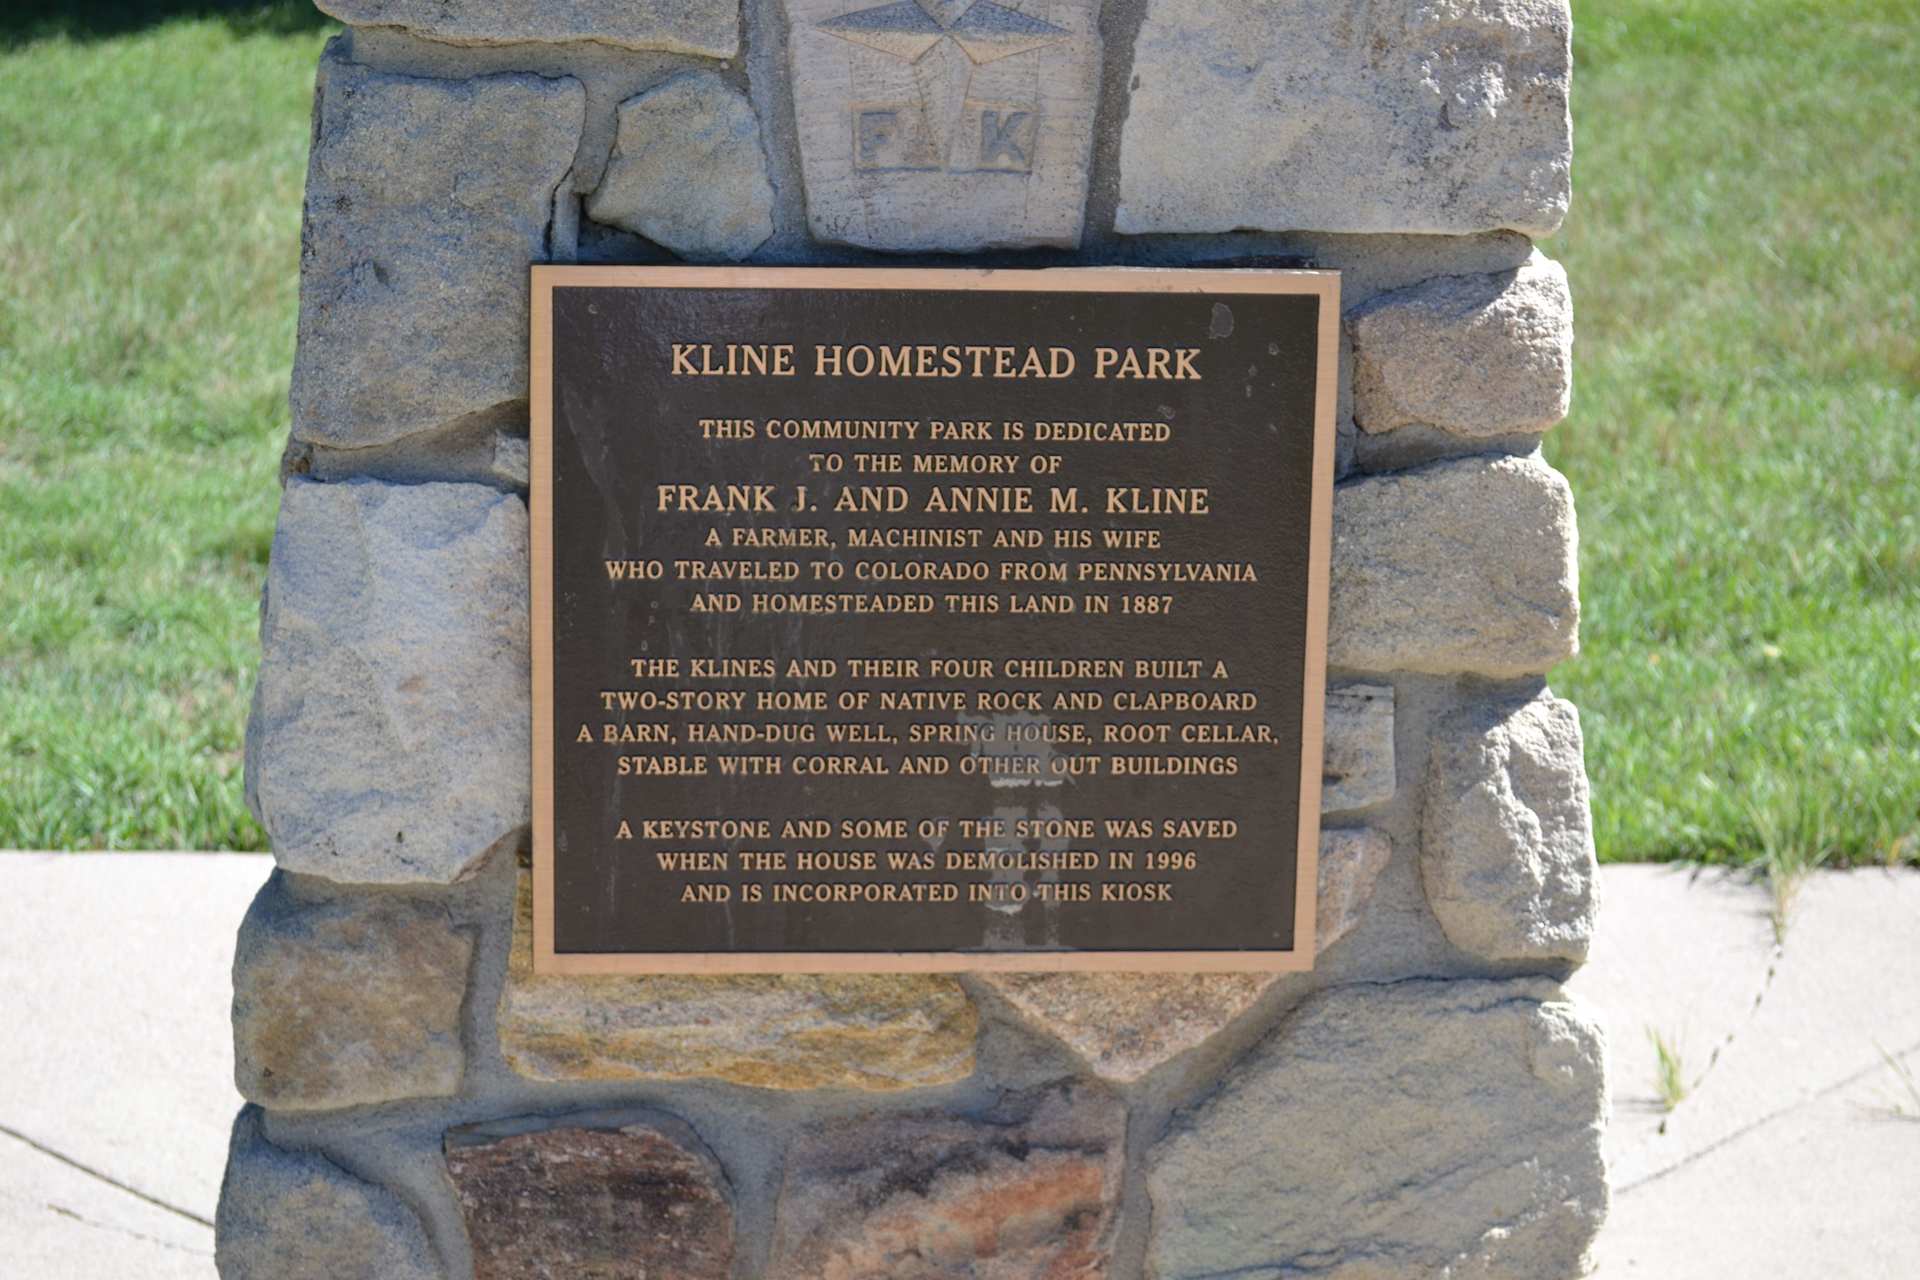 F K
KLINE HOMESTEAD PARK
THIS COMMUNITY PARK IS DEDICATED
TO THE MEMORY OF
FRANK J. AND ANNIE M. KLINE
A FARMER, MACHINIST AND HIS WIFE
WHO TRAVELED TO COLORADO FROM PENNSYLVANIA
AND HOMESTEADED THIS LAND IN 1887
THE KLINES AND THEIR FOUR CHILDREN BUILT A
TWO-STORY HOME OF NATIVE ROCK AND CLAPBOARD
A BARN, HAND-DUG WELL, SPRING HOUSE, ROOT CELLAR,
STABLE WITH CORRAL AND OTHER OUT BUILDINGS
A KEYSTONE AND SOME OF THE STONE WAS SAVED
WHEN THE HOUSE WAS DEMOLISHED IN 1996
AND IS INCORPORATED INTO THIS KIOSK